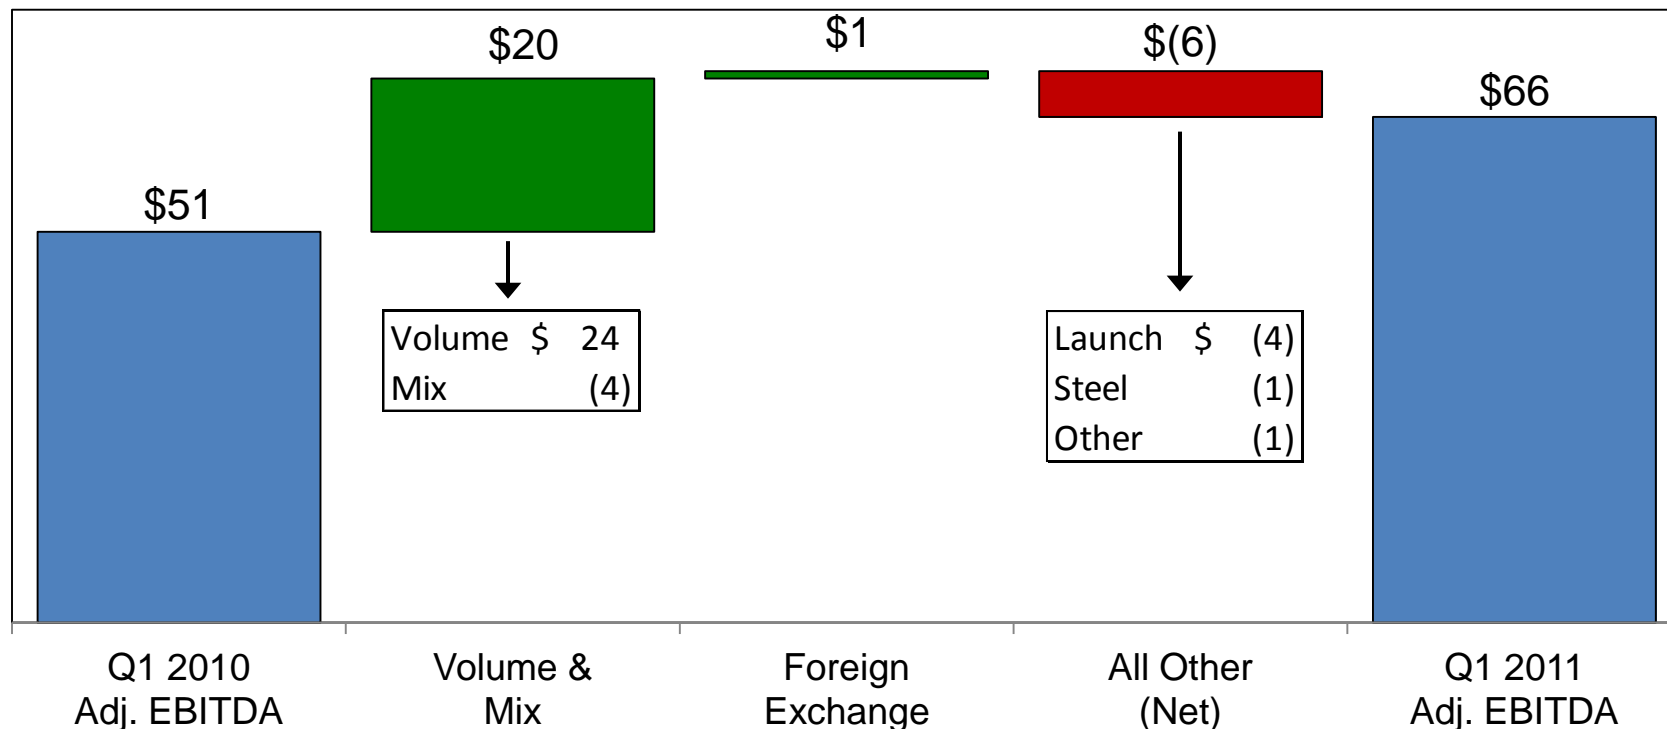 $51
$20
$1
$(6)
$66
Volume $ 24
Mix (4)
Launch $ (4)
Steel (1)
Other (1)
Q1 2010
Adj. EBITDA
Volume &
Mix
Foreign
Exchange
All Other
(Net)
Q1 2011
Adj. EBITDA